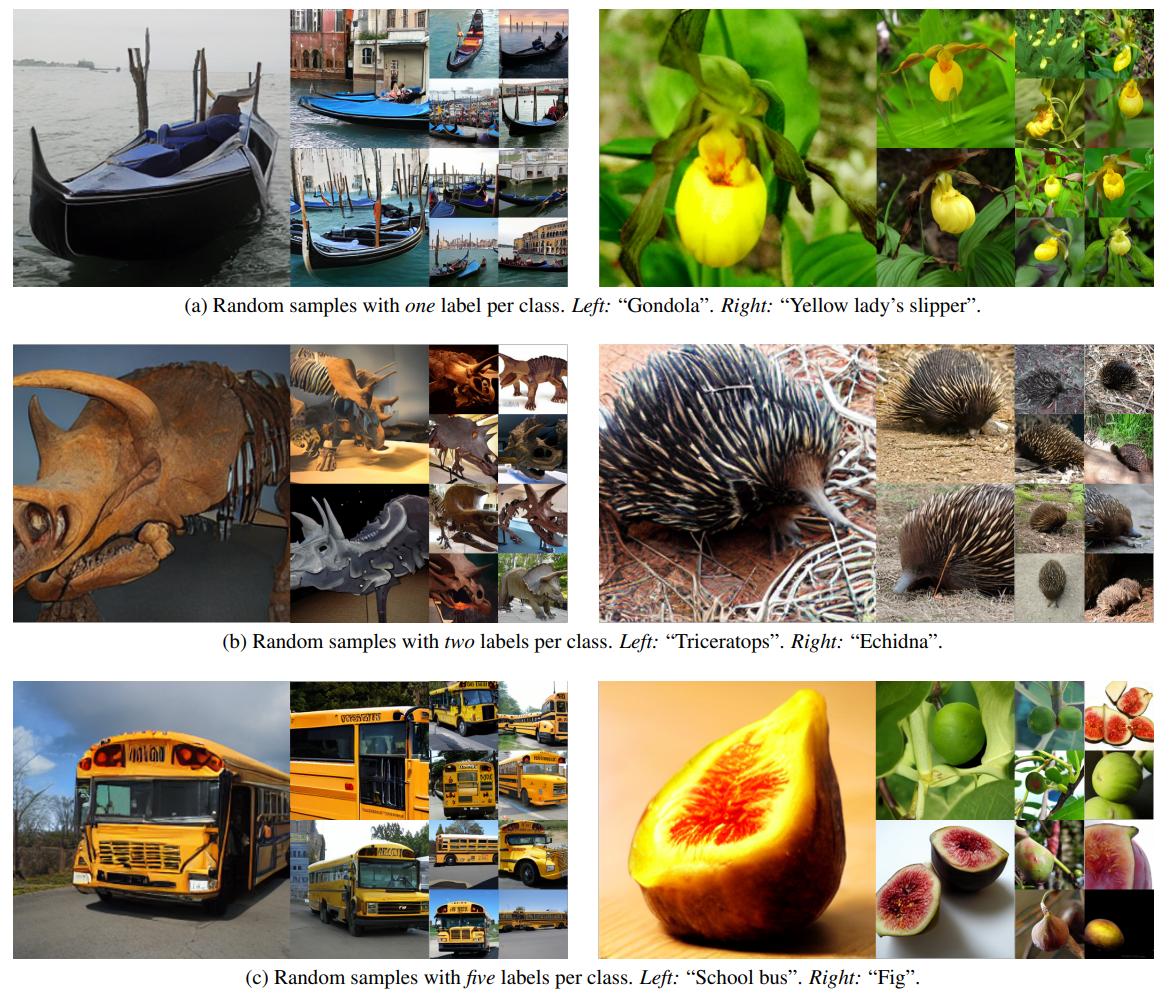 (a) Random samples with one label per class. Left: “Gondola”. Right: “Yellow lady’s slipper”.
(b) Random samples with two labels per class. Left: “Triceratops”. Right: “Echidna”.
(c) Random samples with five labels per class. Left: “School bus”. Right: “Fig”.